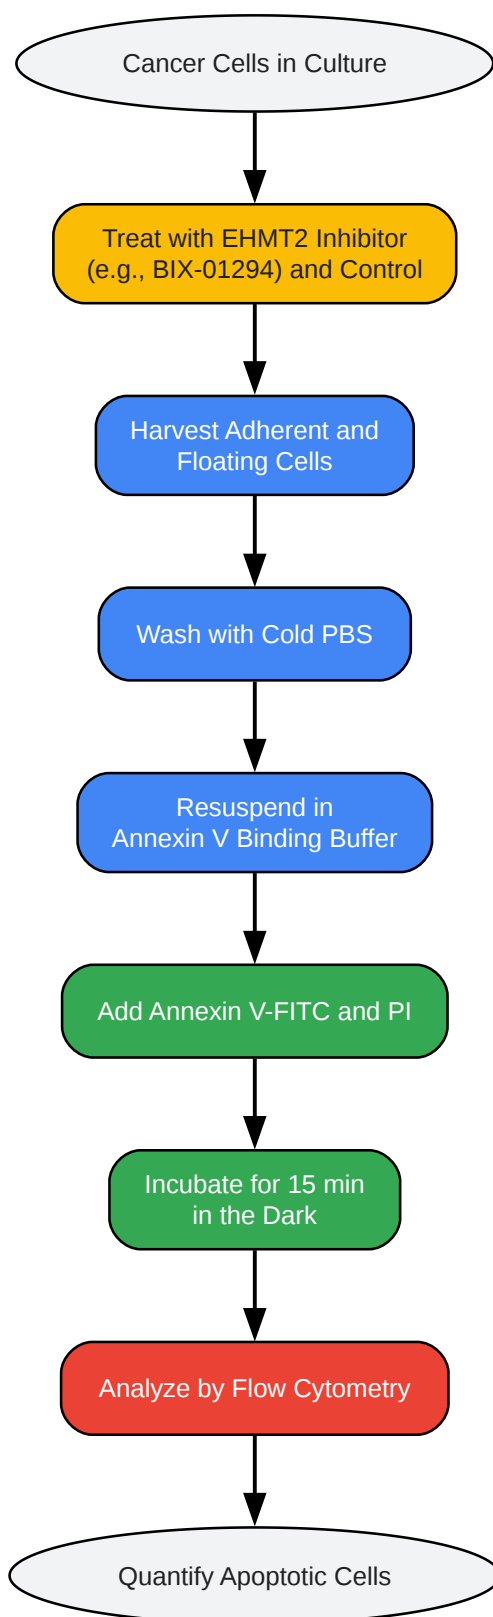 Cancer Cells in Culture
Treat with EHMT2 Inhibitor
(e.g., BIX-01294) and Control
Harvest Adherent and
Floating Cells
Wash with Cold PBS
Resuspend in
Annexin V Binding Buffer
Add Annexin V-FITC and PI
Incubate for 15 min
in the Dark
Analyze by Flow Cytometry
Quantify Apoptotic Cells